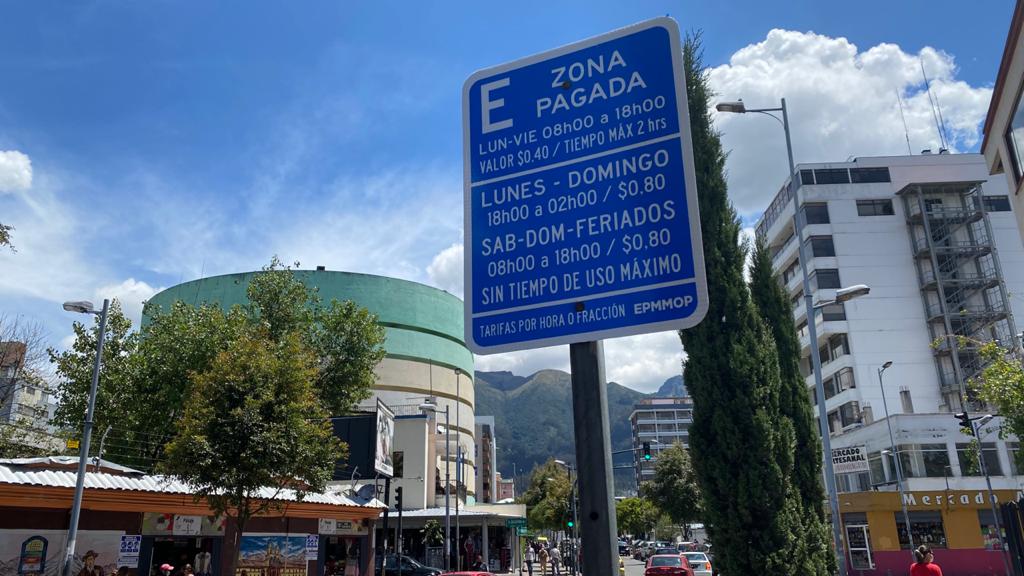 E ZONA
PAGADA
LUN-VIE 08h00 a 18h00
VALOR $0.40 / TIEMPO MÁX 2 hrs
LUNES - DOMINGO
18h00 a 02h00 / $0.80
SAB-DOM-FERIADOS
08h00 a 18h00 / $0.80
SIN TIEMPO DE USO MÁXIMO
TARIFAS POR HORA O FRACCIÓN EPMMOP
MERCADO
ARTESANAL
Mercado A